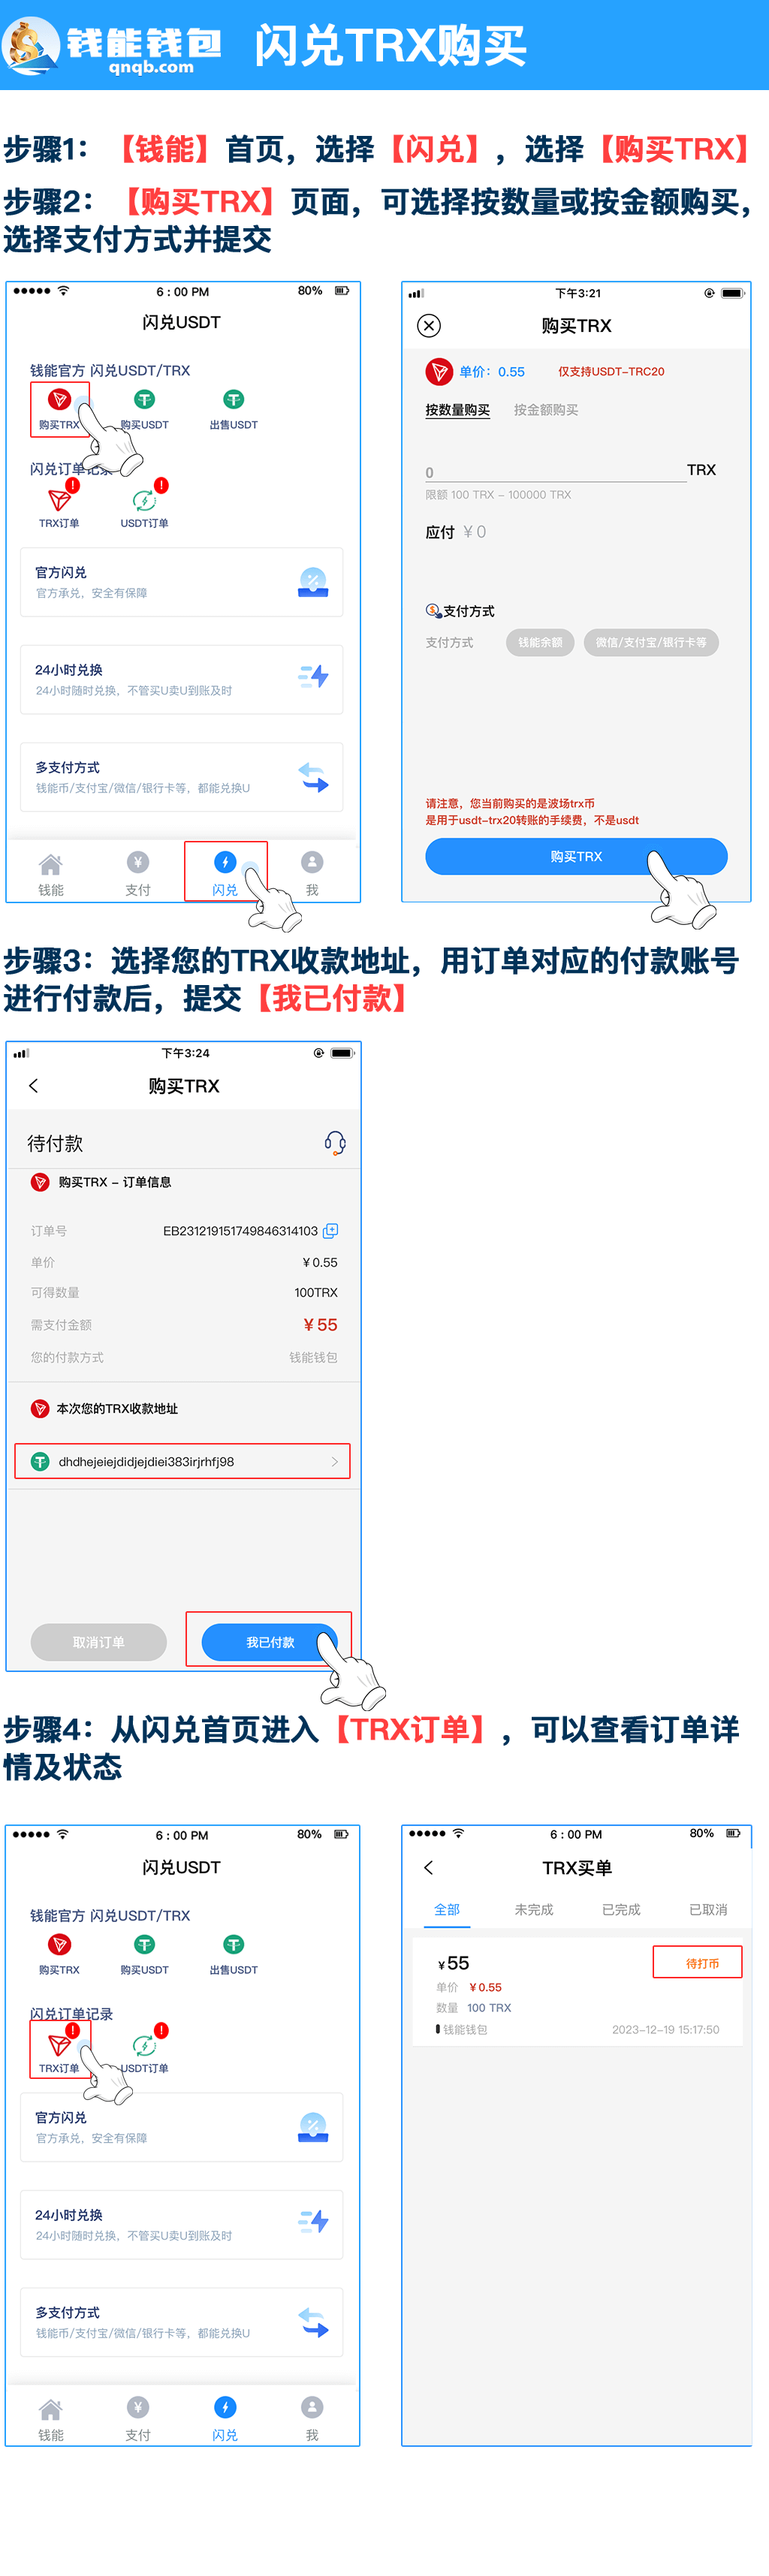 钱能钱包
qnqb.com
闪兑TRX购买
步骤1：【钱能】首页，选择【闪兑】，选择【购买TRX】
步骤2：【购买TRX】页面，可选择按数量或按金额购买，
选择支付方式并提交
6 : 00 PM 80%
闪兑USDT
钱能官方 闪兑USDT/TRX
购买TRX 购买USDT 出售USDT
闪兑订单记录
TRX订单 USDT订单
官方闪兑
官方承兑，安全有保障
24小时兑换
24小时随时兑换，不管买U卖U到账及时
多支付方式
钱能币/支付宝/微信/银行卡等，都能兑换U
钱能 支付 闪兑 我
下午3:21
购买TRX
单价：0.55 仅支持USDT-TRC20
按数量购买 按金额购买
0 TRX
限额 100 TRX - 100000 TRX
应付 ¥0
支付方式
支付方式 钱能余额 微信/支付宝/银行卡等
请注意，您当前购买的是波场trx币
是用于usdt-trx20转账的手续费，不是usdt
购买TRX
步骤3：选择您的TRX收款地址，用订单对应的付款账号
进行付款后，提交【我已付款】
下午3:24
购买TRX
待付款
购买TRX - 订单信息
订单号 EB231219151749846314103
单价 ¥0.55
可得数量 100TRX
需支付金额 ¥55
您的付款方式 钱能钱包
本次您的TRX收款地址
dhdhejeiejdidjejdiei383irjrhfj98
取消订单 我已付款
步骤4：从闪兑首页进入【TRX订单】，可以查看订单详
情及状态
6 : 00 PM 80%
闪兑USDT
钱能官方 闪兑USDT/TRX
购买TRX 购买USDT 出售USDT
闪兑订单记录
TRX订单 USDT订单
官方闪兑
官方承兑，安全有保障
24小时兑换
24小时随时兑换，不管买U卖U到账及时
多支付方式
钱能币/支付宝/微信/银行卡等，都能兑换U
钱能 支付 闪兑 我
6 : 00 PM 80%
TRX买单
全部 未完成 已完成 已取消
¥55 待打币
单价 ¥0.55
数量 100 TRX
钱能钱包 2023-12-19 15:17:50